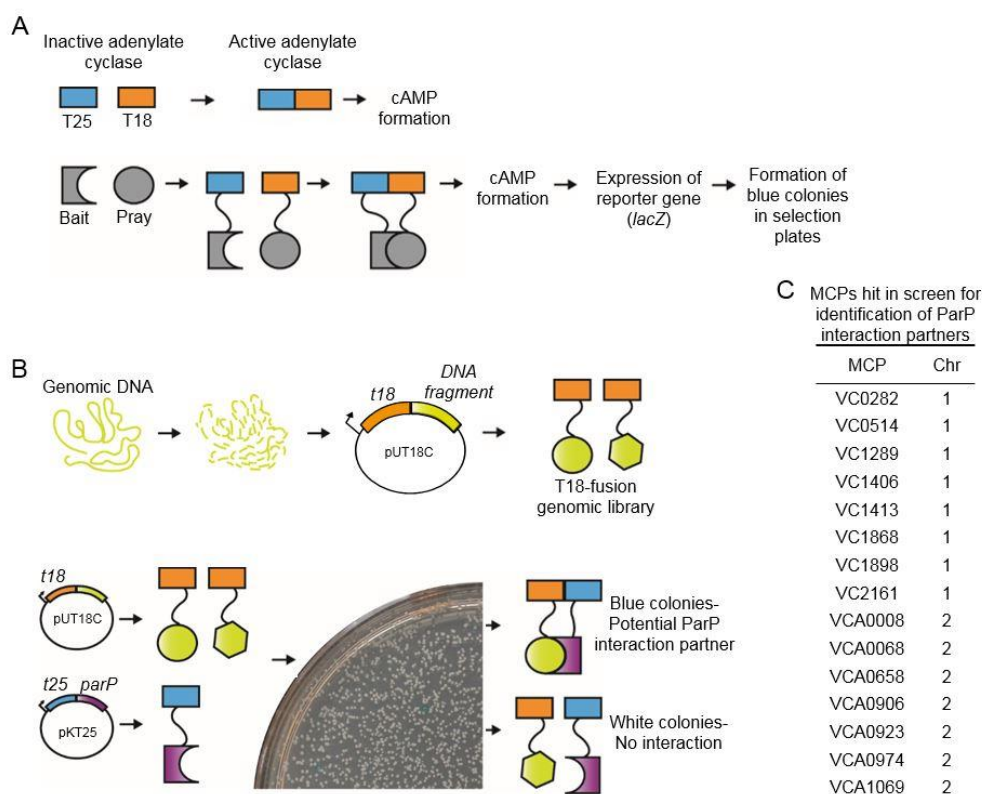 A
Inactive adenylate
cyclase
Active adenylate
cyclase
T25
T18
cAMP
formation
Bait
Pray
cAMP
formation
Expression of
reporter gene
(lacZ)
Formation of
blue colonies
in selection
plates
B
Genomic DNA
t18
DNA
fragment
pUT18C
T18-fusion
genomic library
t18
pUT18C
t25 parP
pKT25
Blue colonies-
Potential ParP
interaction partner
White colonies-
No interaction
C
MCPs hit in screen for
identification of ParP
interaction partners
MCP Chr
VC0282 1
VC0514 1
VC1289 1
VC1406 1
VC1413 1
VC1868 1
VC1898 1
VC2161 1
VCA0008 2
VCA0068 2
VCA0658 2
VCA0906 2
VCA0923 2
VCA0974 2
VCA1069 2